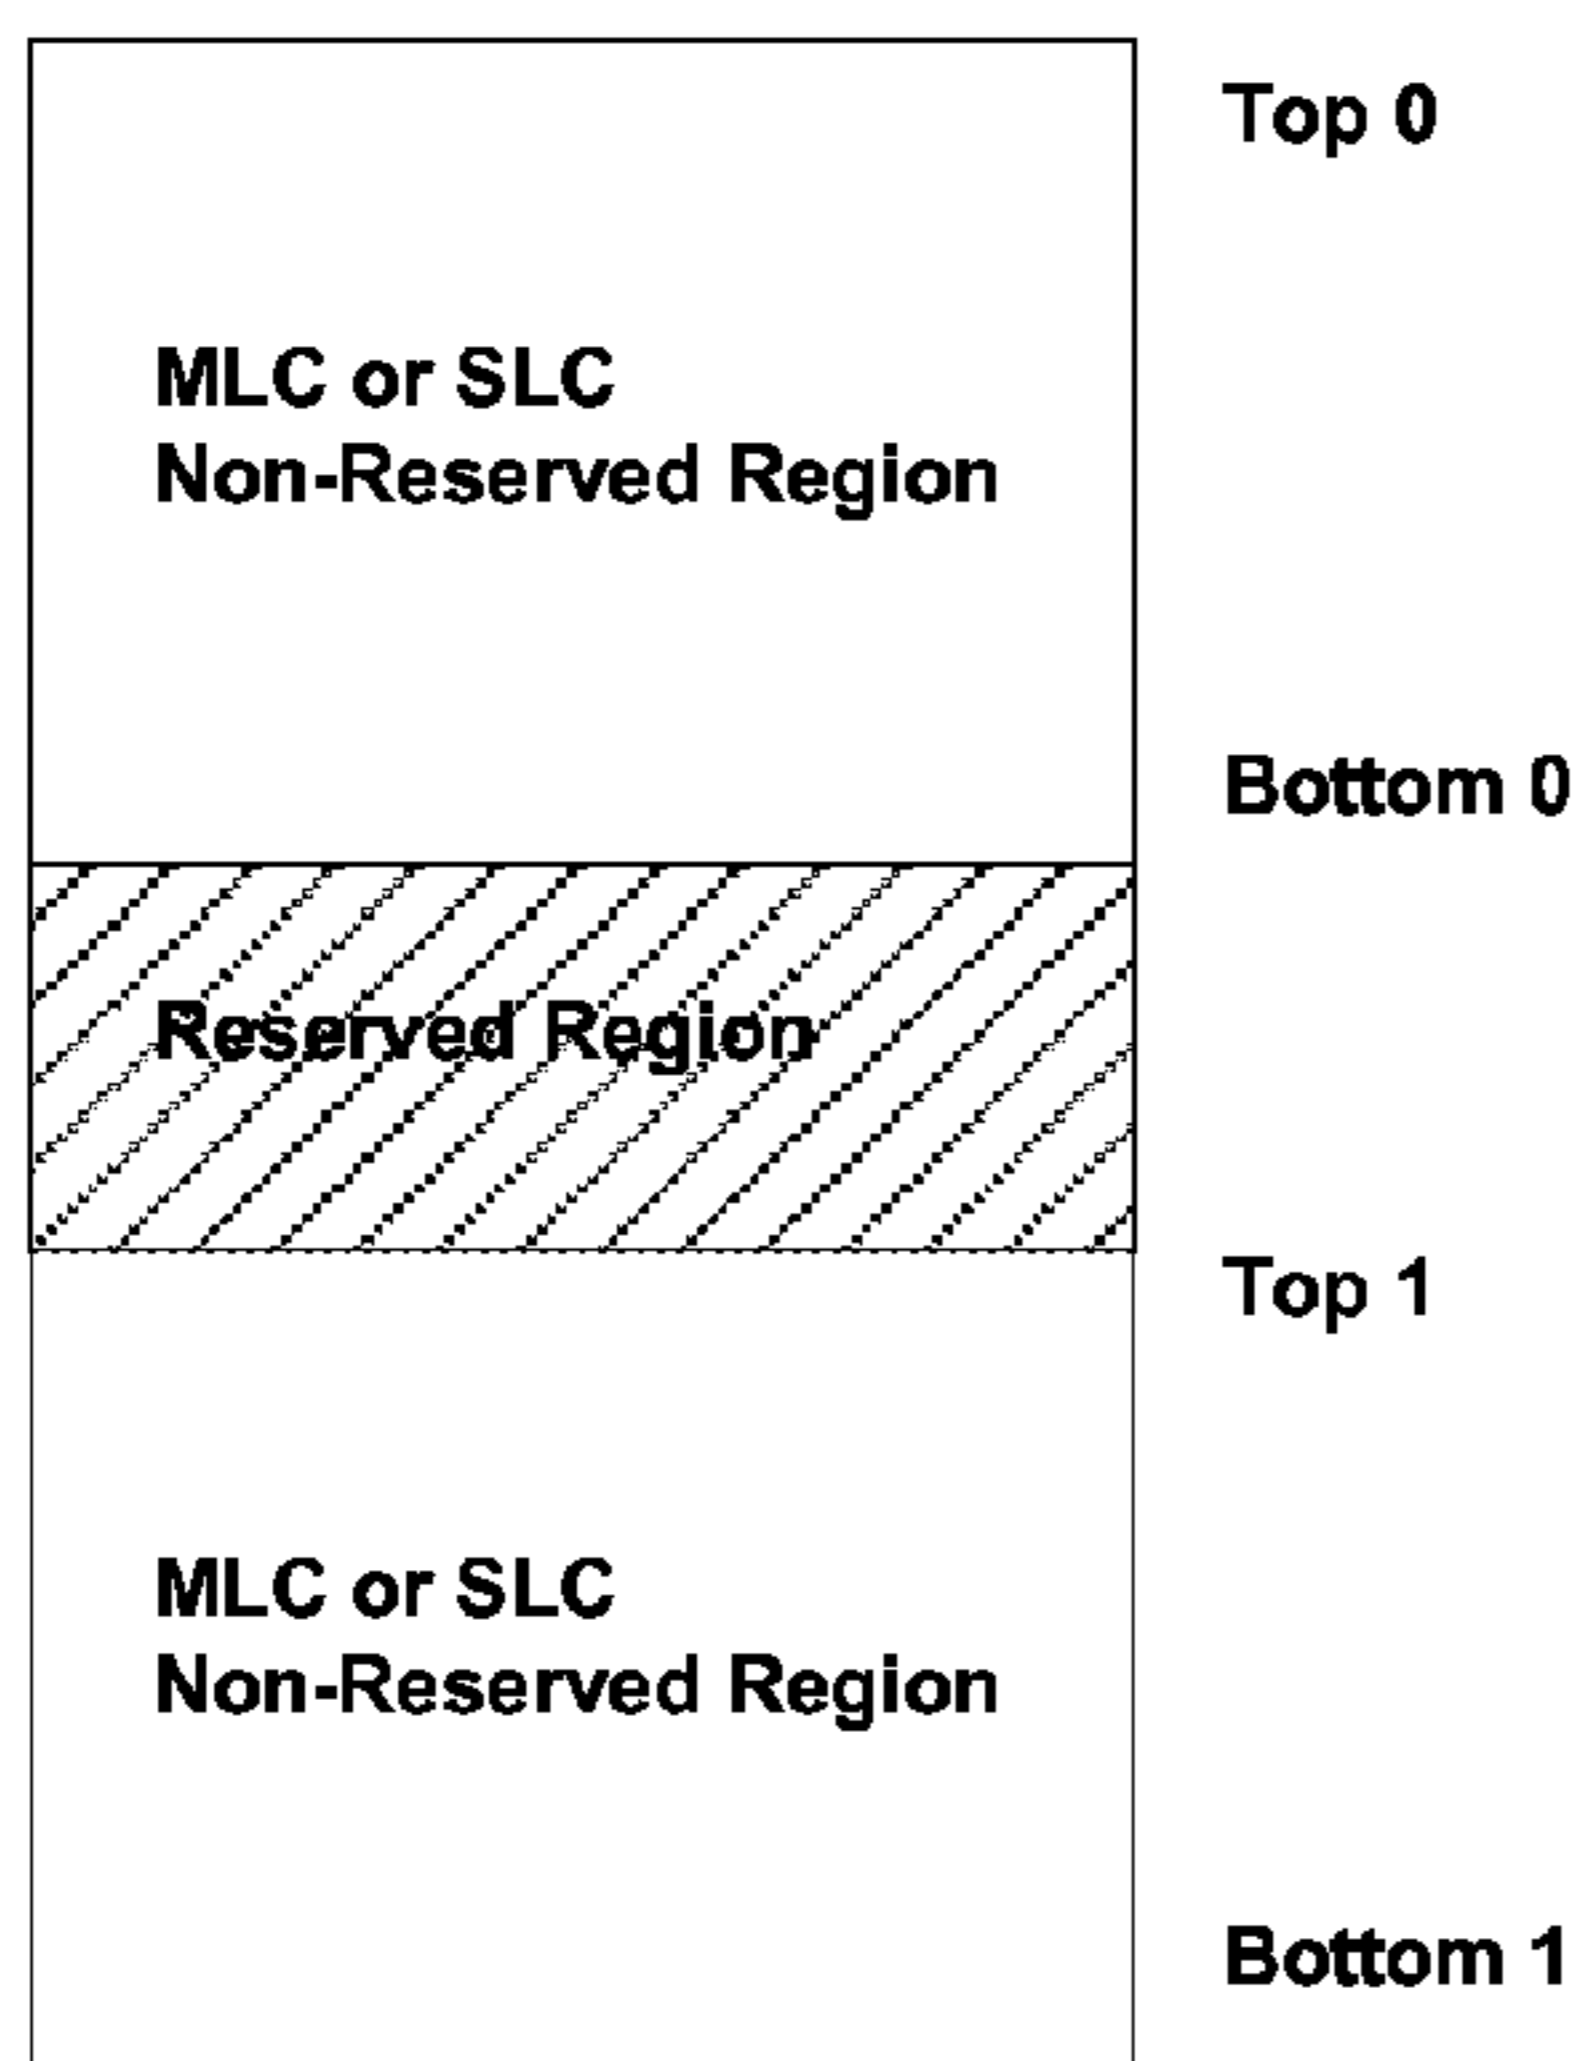 Top 0
MLC or SLC
Non-Reserved Region
Bottom 0
Reserved Region
Top 1
MLC or SLC
Non-Reserved Region
Bottom 1